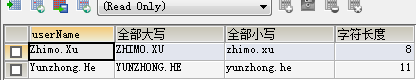 (Read Only)
userName 全部大写 全部小写 字符长度
Zhimo.Xu ZHIMO.XU zhimo.xu 8
Yunzhong.He YUNZHONG.HE yunzhong.he 11